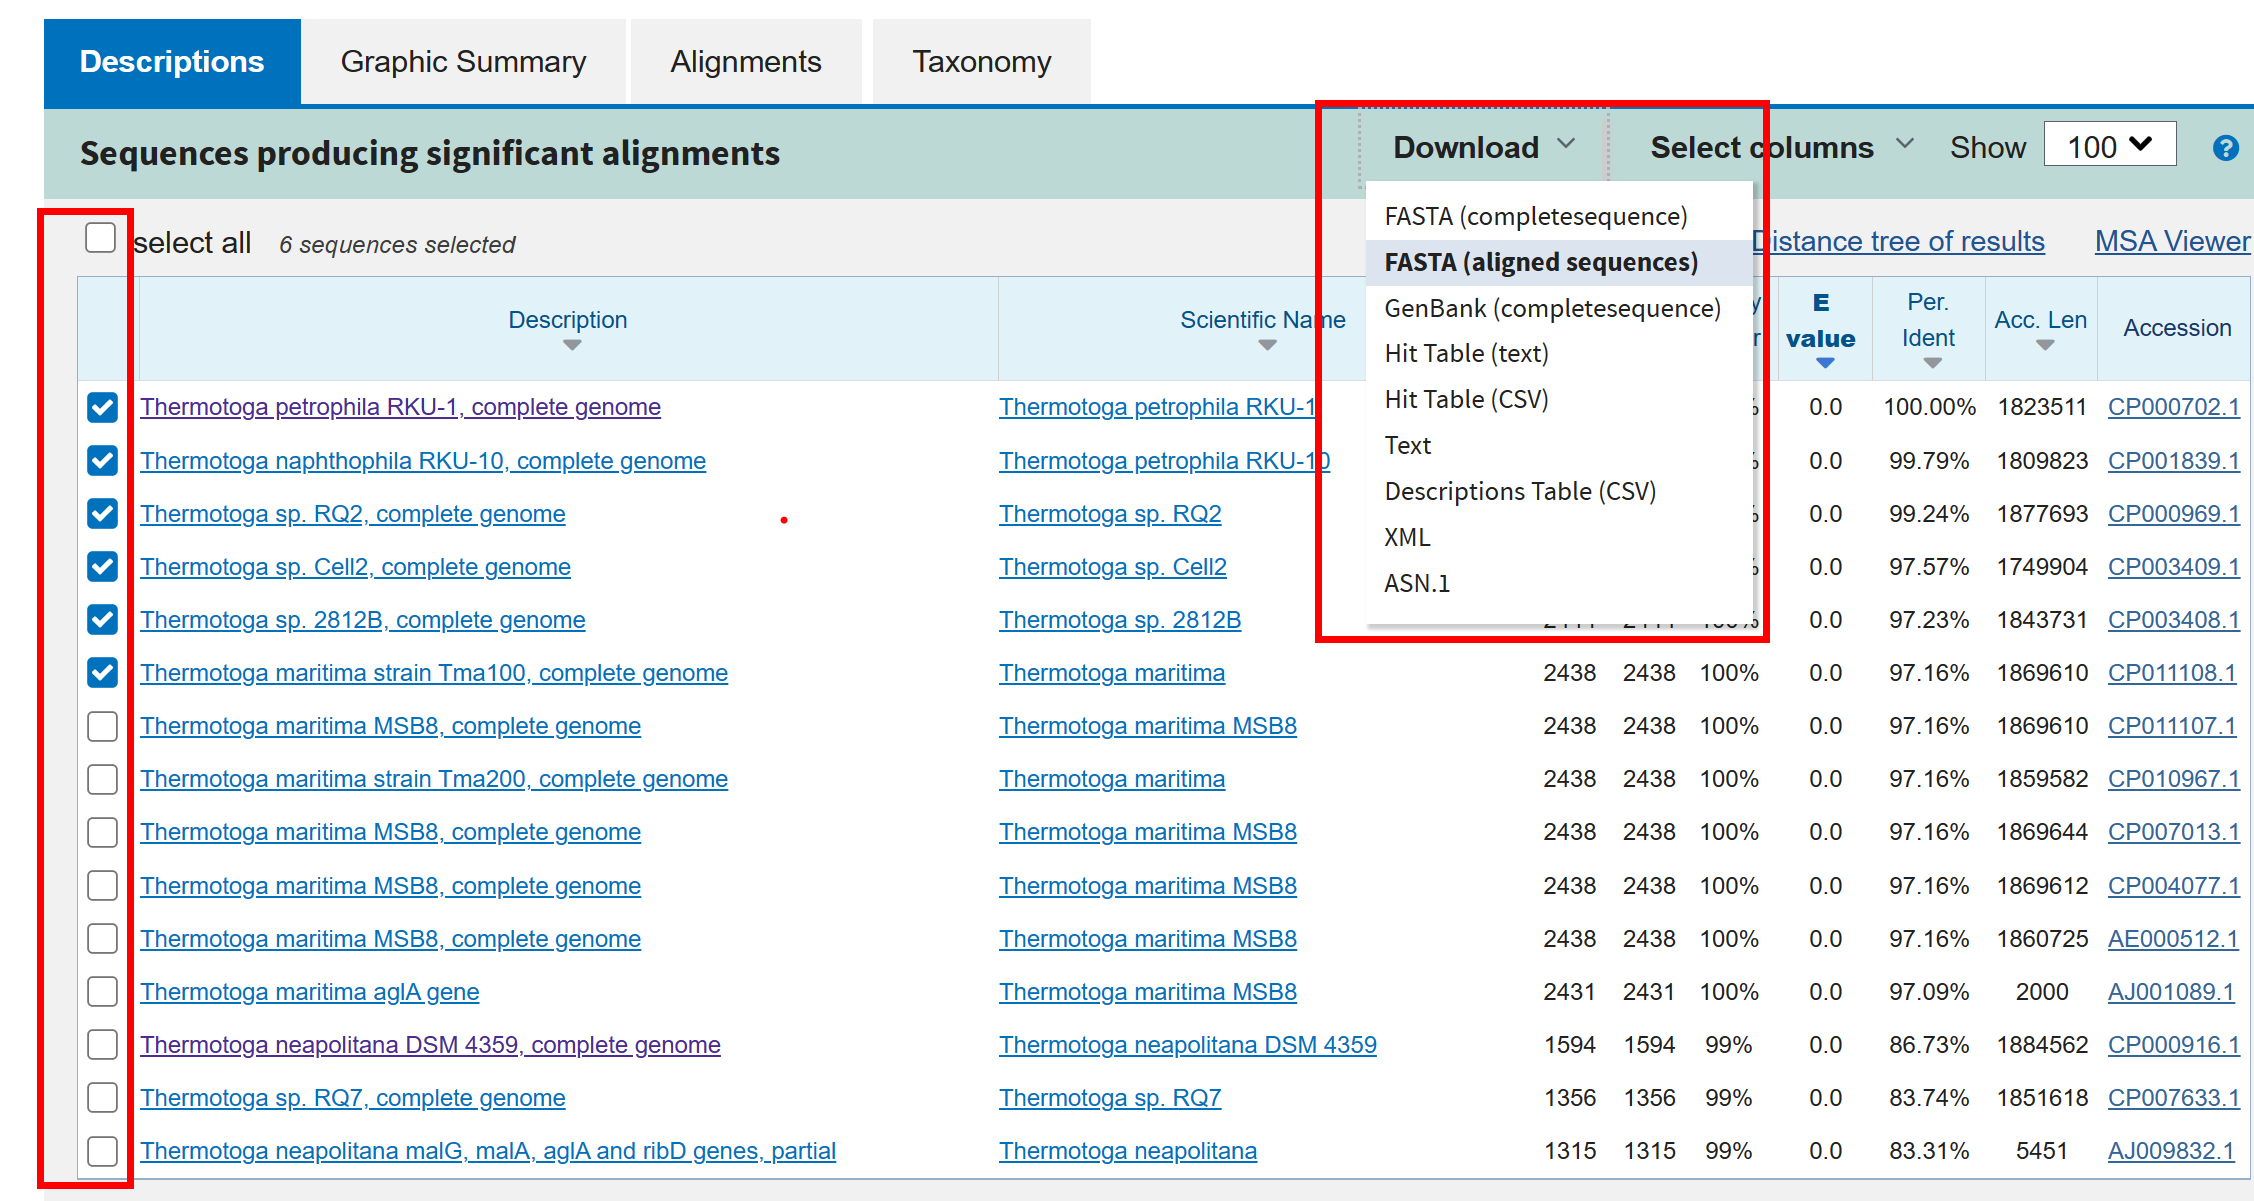 Descriptions Graphic Summary Alignments Taxonomy
Sequences producing significant alignments Download Select columns Show 100 ?
select all 6 sequences selected Distance tree of results MSA Viewer
FASTA (completesequence)
FASTA (aligned sequences)
GenBank (completesequence)
Hit Table (text)
Hit Table (CSV)
Text
Descriptions Table (CSV)
XML
ASN.1
Description Scientific Name E value Per. Ident Acc. Len Accession
Thermotoga petrophila RKU-1, complete genome Thermotoga petrophila RKU-1 0.0 100.00% 1823511 CP000702.1
Thermotoga naphthophila RKU-10, complete genome Thermotoga petrophila RKU-10 0.0 99.79% 1809823 CP001839.1
Thermotoga sp. RQ2, complete genome Thermotoga sp. RQ2 0.0 99.24% 1877693 CP000969.1
Thermotoga sp. Cell2, complete genome Thermotoga sp. Cell2 0.0 97.57% 1749904 CP003409.1
Thermotoga sp. 2812B, complete genome Thermotoga sp. 2812B 0.0 97.23% 1843731 CP003408.1
Thermotoga maritima strain Tma100, complete genome Thermotoga maritima 2438 2438 100% 0.0 97.16% 1869610 CP011108.1
Thermotoga maritima MSB8, complete genome Thermotoga maritima MSB8 2438 2438 100% 0.0 97.16% 1869610 CP011107.1
Thermotoga maritima strain Tma200, complete genome Thermotoga maritima 2438 2438 100% 0.0 97.16% 1859582 CP010967.1
Thermotoga maritima MSB8, complete genome Thermotoga maritima MSB8 2438 2438 100% 0.0 97.16% 1869644 CP007013.1
Thermotoga maritima MSB8, complete genome Thermotoga maritima MSB8 2438 2438 100% 0.0 97.16% 1869612 CP004077.1
Thermotoga maritima MSB8, complete genome Thermotoga maritima MSB8 2438 2438 100% 0.0 97.16% 1860725 AE000512.1
Thermotoga maritima aglA gene Thermotoga maritima MSB8 2431 2431 100% 0.0 97.09% 2000 AJ001089.1
Thermotoga neapolitana DSM 4359, complete genome Thermotoga neapolitana DSM 4359 1594 1594 99% 0.0 86.73% 1884562 CP000916.1
Thermotoga sp. RQ7, complete genome Thermotoga sp. RQ7 1356 1356 99% 0.0 83.74% 1851618 CP007633.1
Thermotoga neapolitana malG, malA, aglA and ribD genes, partial Thermotoga neapolitana 1315 1315 99% 0.0 83.31% 5451 AJ009832.1